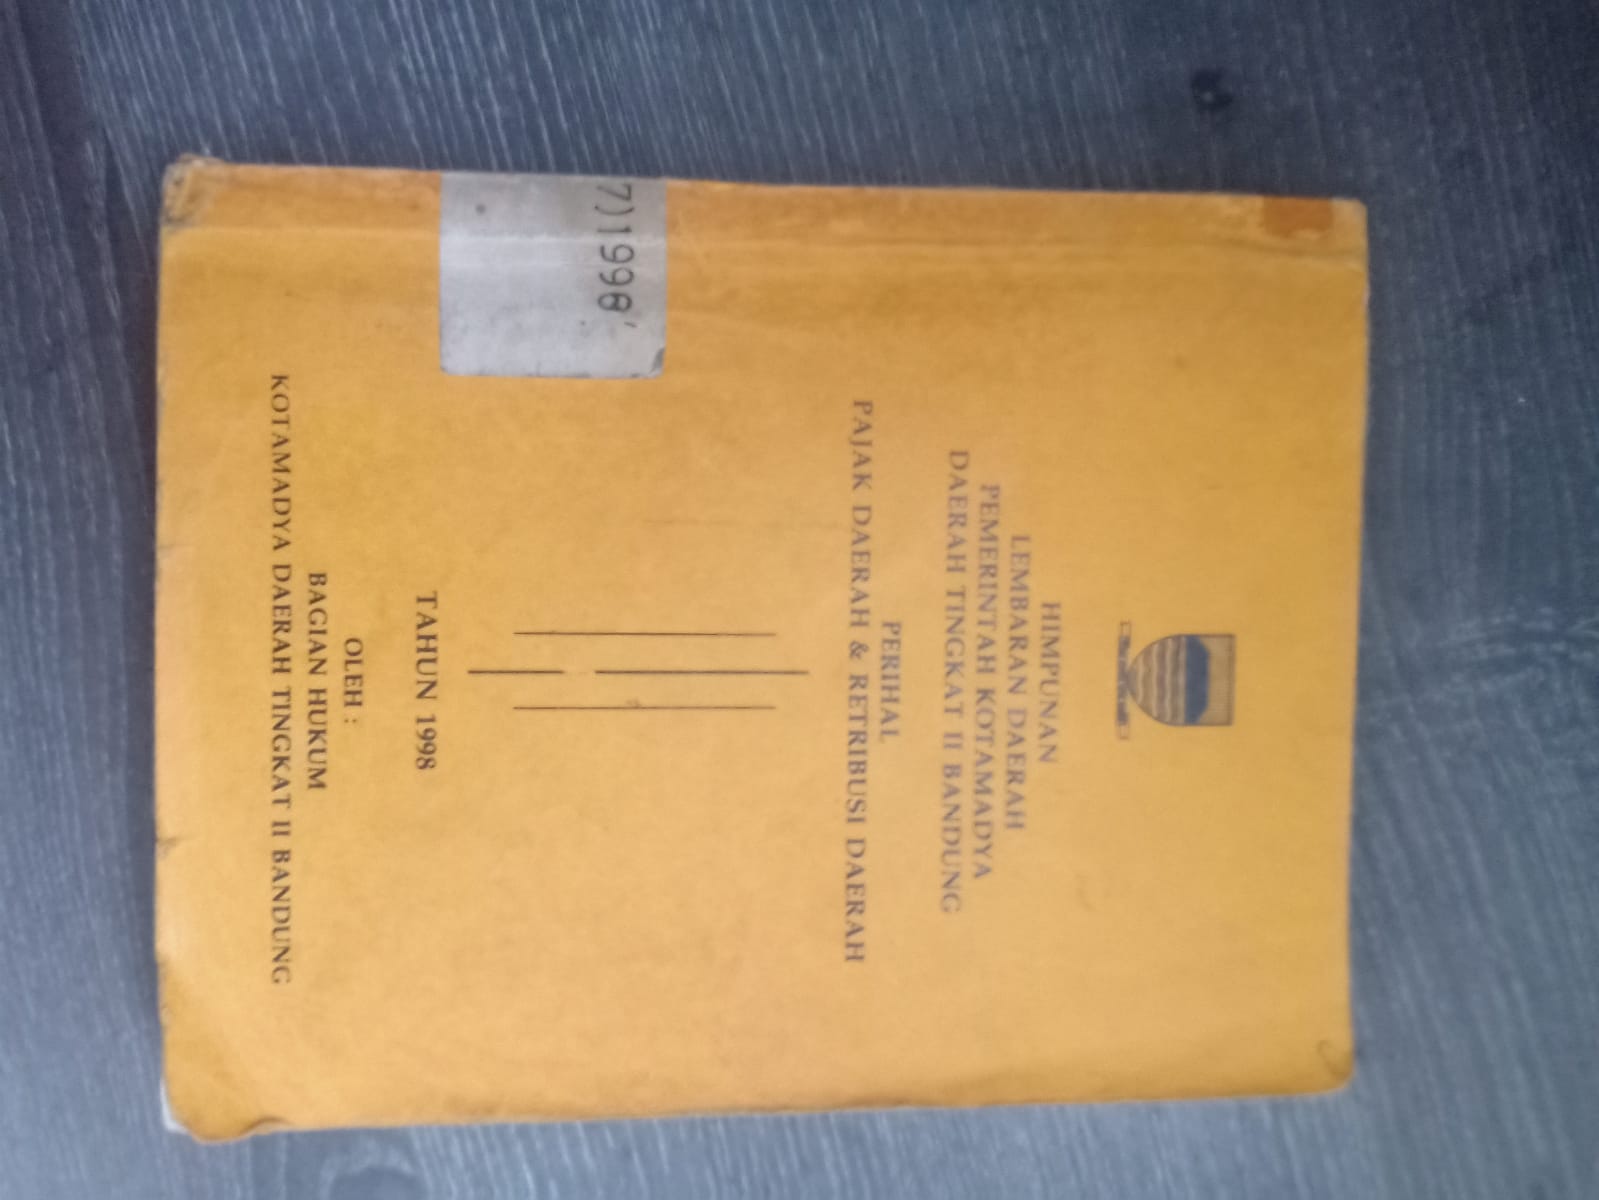 HIMPUNAN
LEMBARAN DAERAH
PEMERINTAH KOTAMADYA
DAERAH TINGKAT II BANDUNG
PERIHAL
PAJAK DAERAH & RETRIBUSI DAERAH
7)1998'
TAHUN 1998
OLEH :
BAGIAN HUKUM
KOTAMADYA DAERAH TINGKAT II BANDUNG